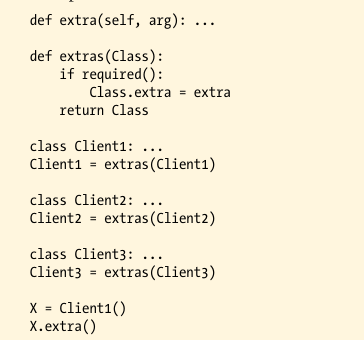 def extra(self, arg): ...
def extras(Class):
    if required():
        Class.extra = extra
    return Class
class Client1: ...
Client1 = extras(Client1)
class Client2: ...
Client2 = extras(Client2)
class Client3: ...
Client3 = extras(Client3)
X = Client1()
X.extra()